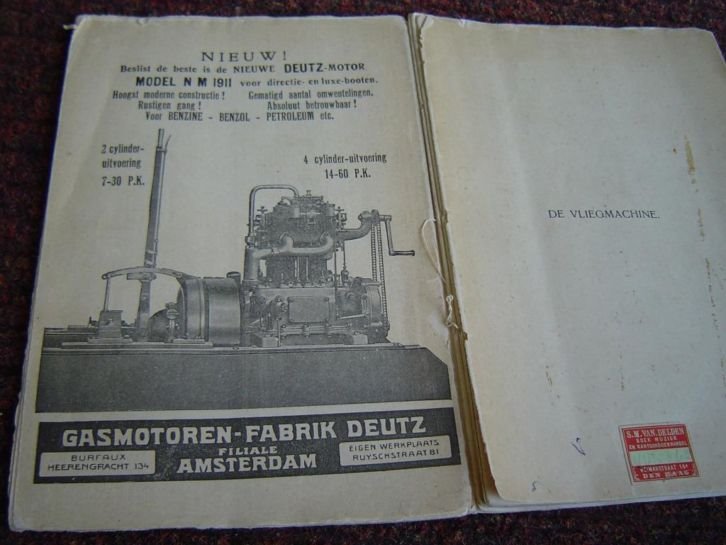 NIEUW!
Beslist de beste is de NIEUWE DEUTZ-MOTOR
MODEL N M 1911 voor directie- en luxe-booten.
Hoogst moderne constructie! Gematigd aantal omwentelingen.
Rustigen gang! Absoluut betrouwbaar!
Voor BENZINE - BENZOL - PETROLEUM etc.
2 cylinder-
uitvoering
7-30 P.K.
4 cylinder-uitvoering
14-60 P.K.
GASMOTOREN-FABRIK DEUTZ
FILIALE
AMSTERDAM
BUREAUX
HEERENGRACHT 134
EIGEN WERKPLAATS
RUYSCHSTRAAT 81
DE VLIEGMACHINE.
S. M. VAN DELDEN
BOEK MUZIEK
DEN HAAG